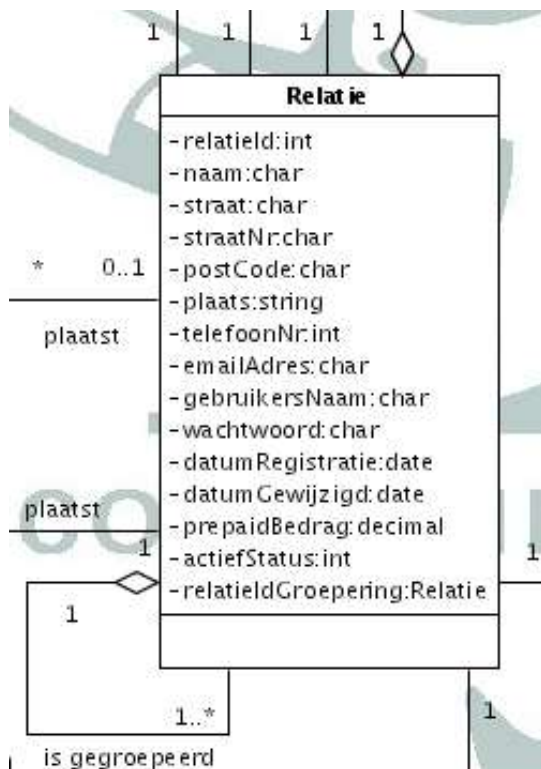 1 1 1 1
Relatie
-relatieId:int
-naam:char
-straat:char
-straatNr:char
-postCode:char
* 0..1
-plaats:string
plaatst
-telefoonNr:int
-emailAdres:char
-gebruikersNaam:char
-wachtwoord:char
-datumRegistratie:date
-datumGewijzigd:date
plaatst
-prepaidBedrag:decimal
1
-actiefStatus:int
1
-relatieIdGroepering:Relatie
1
1..*
1
is gegroepeerd